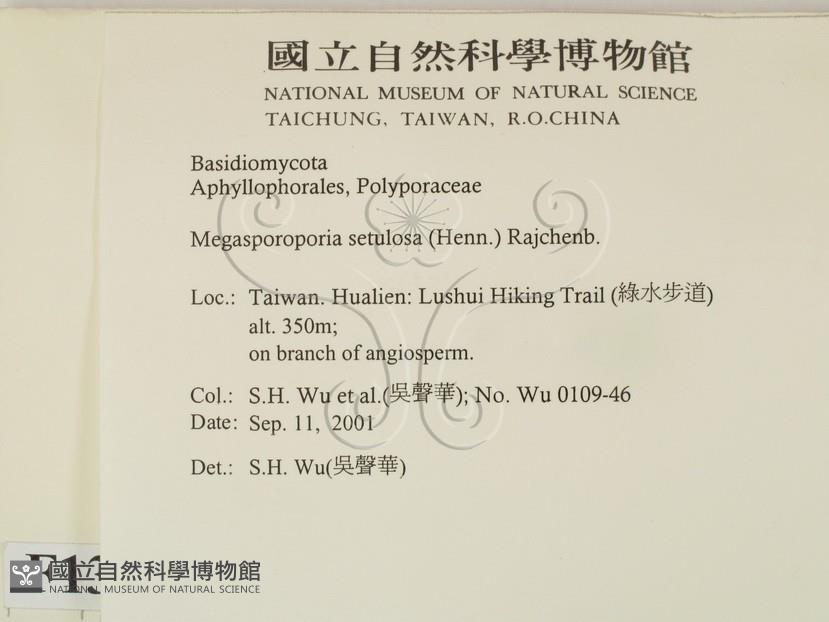 國立自然科學博物館
NATIONAL MUSEUM OF NATURAL SCIENCE
TAICHUNG, TAIWAN, R.O.CHINA
Basidiomycota
Aphyllophorales, Polyporaceae
Megasporoporia setulosa (Henn.) Rajchenb.
Loc.: Taiwan. Hualien: Lushui Hiking Trail (綠水步道)
alt. 350m;
on branch of angiosperm.
Col.: S.H. Wu et al.(吳聲華); No. Wu 0109-46
Date: Sep. 11, 2001
Det.: S.H. Wu(吳聲華)
國立自然科學博物館
NATIONAL MUSEUM OF NATURAL SCIENCE